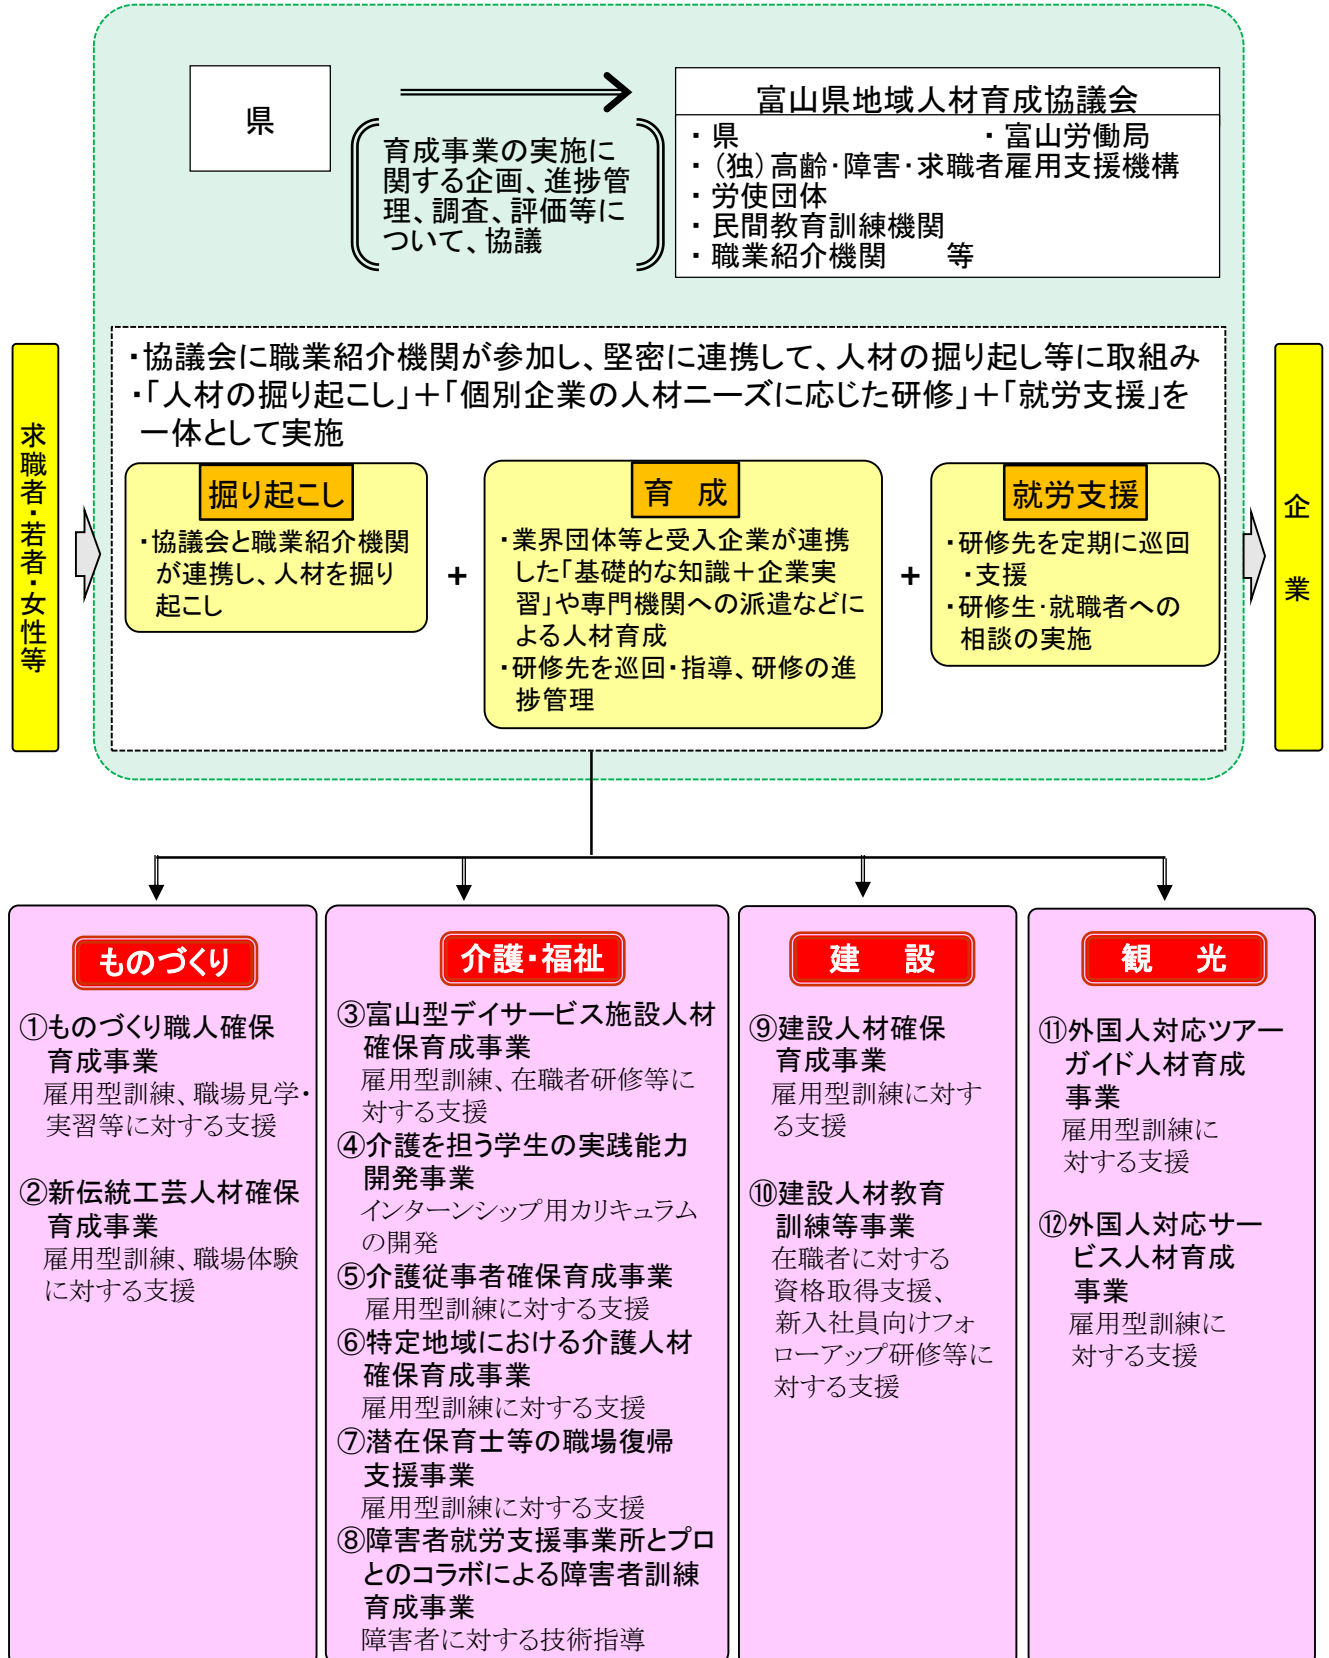 県
育成事業の実施に
関する企画、進捗管
理、調査、評価等に
ついて、協議
富山県地域人材育成協議会
・県　・富山労働局
・（独）高齢・障害・求職者雇用支援機構
・労使団体
・民間教育訓練機関
・職業紹介機関　等
求職者・若者・女性等
・協議会に職業紹介機関が参加し、堅密に連携して、人材の掘り起し等に取組み
・「人材の掘り起こし」＋「個別企業の人材ニーズに応じた研修」＋「就労支援」を
一体として実施
掘り起こし
・協議会と職業紹介機関
が連携し、人材を掘り
起こし
+
育　成
・業界団体等と受入企業が連携
した「基礎的な知識＋企業実
習」や専門機関への派遣などに
よる人材育成
・研修先を巡回・指導、研修の進
捗管理
+
就労支援
・研修先を定期に巡回
・支援
・研修生・就職者への
相談の実施
企業
ものづくり
①ものづくり職人確保
育成事業
雇用型訓練、職場見学・
実習等に対する支援
②新伝統工芸人材確保
育成事業
雇用型訓練、職場体験
に対する支援
介護・福祉
③富山型デイサービス施設人材
確保育成事業
雇用型訓練、在職者研修等に
対する支援
④介護を担う学生の実践能力
開発事業
インターンシップ用カリキュラム
の開発
⑤介護従事者確保育成事業
雇用型訓練に対する支援
⑥特定地域における介護人材
確保育成事業
雇用型訓練に対する支援
⑦潜在保育士等の職場復帰
支援事業
雇用型訓練に対する支援
⑧障害者就労支援事業所とプロ
とのコラボによる障害者訓練
育成事業
障害者に対する技術指導
建　設
⑨建設人材確保
育成事業
雇用型訓練に対す
る支援
⑩建設人材教育
訓練等事業
在職者に対する
資格取得支援、
新入社員向けフォ
ローアップ研修等に
対する支援
観　光
⑪外国人対応ツアー
ガイド人材育成
事業
雇用型訓練に
対する支援
⑫外国人対応サー
ビス人材育成
事業
雇用型訓練に
対する支援